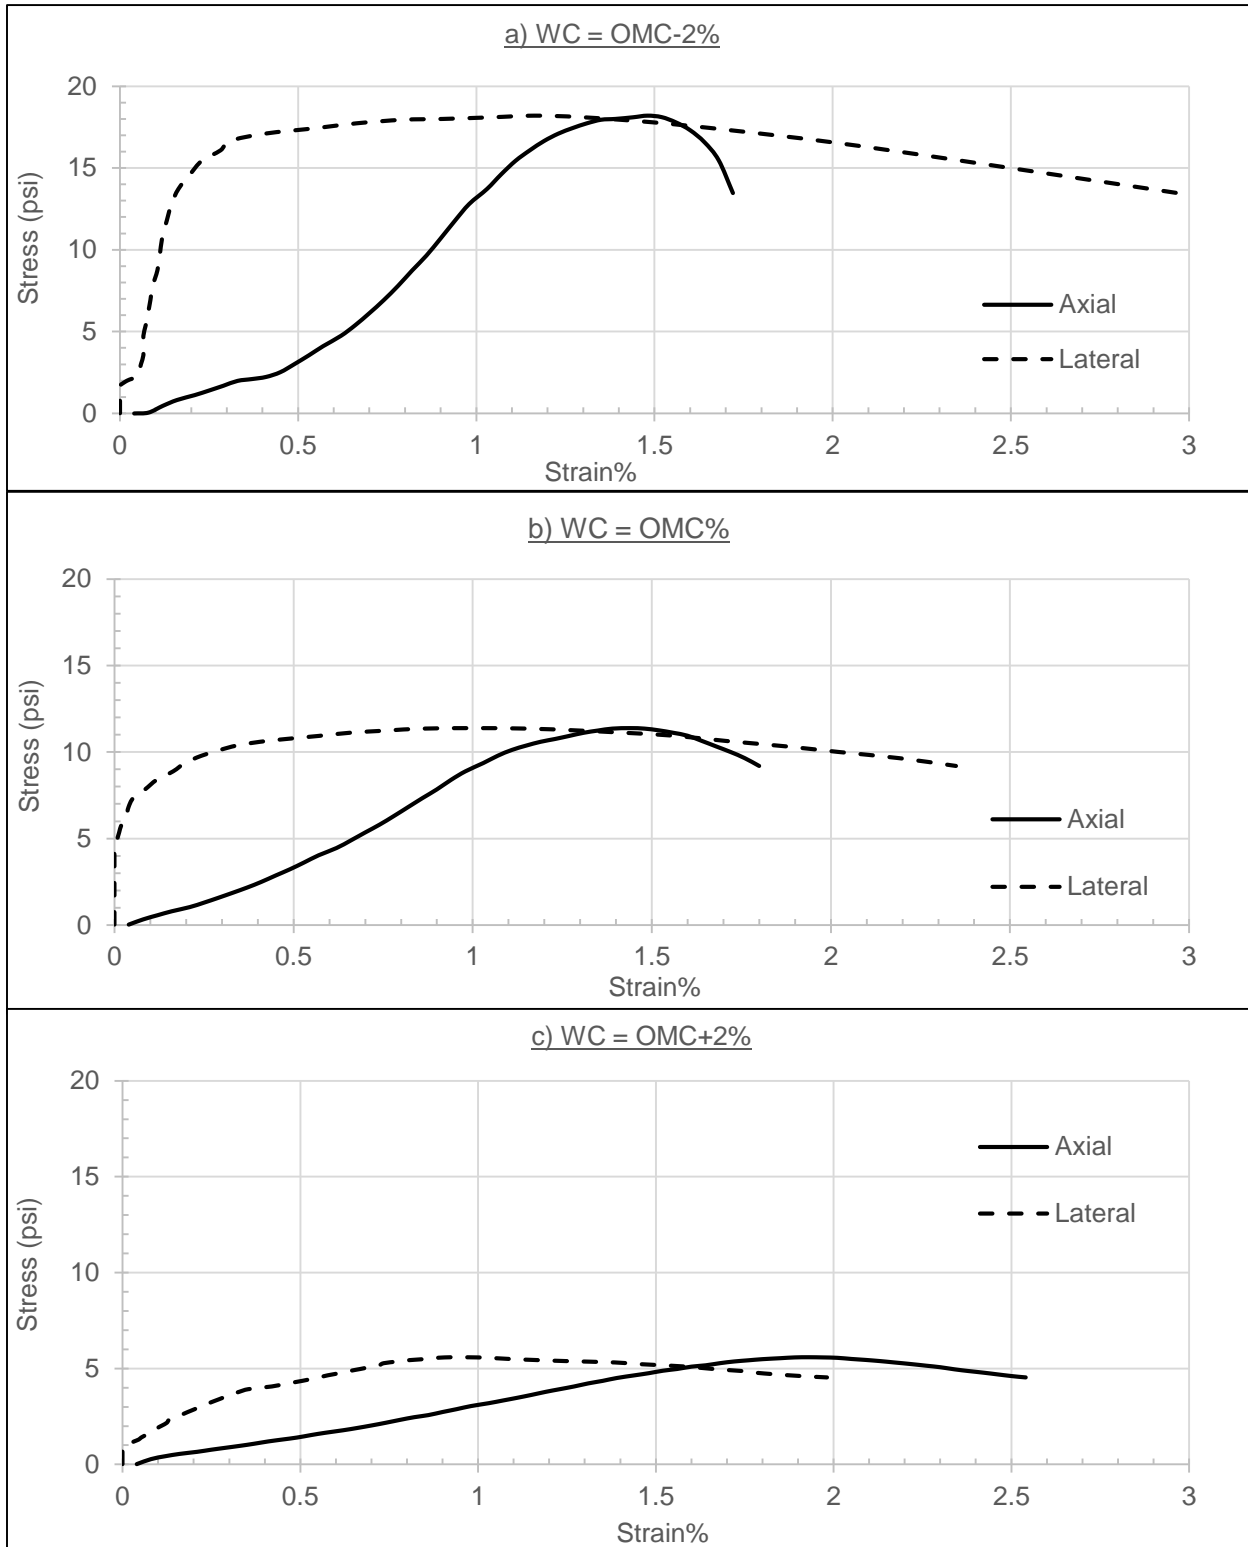 a) WC = OMC-2%
20
15
10
5
0
Stress (psi)
Axial
Lateral
0 0.5 1 1.5 2 2.5 3
Strain%
b) WC = OMC%
20
15
10
5
0
Stress (psi)
Axial
Lateral
0 0.5 1 1.5 2 2.5 3
Strain%
c) WC = OMC+2%
20
15
10
5
0
Stress (psi)
Axial
Lateral
0 0.5 1 1.5 2 2.5 3
Strain%